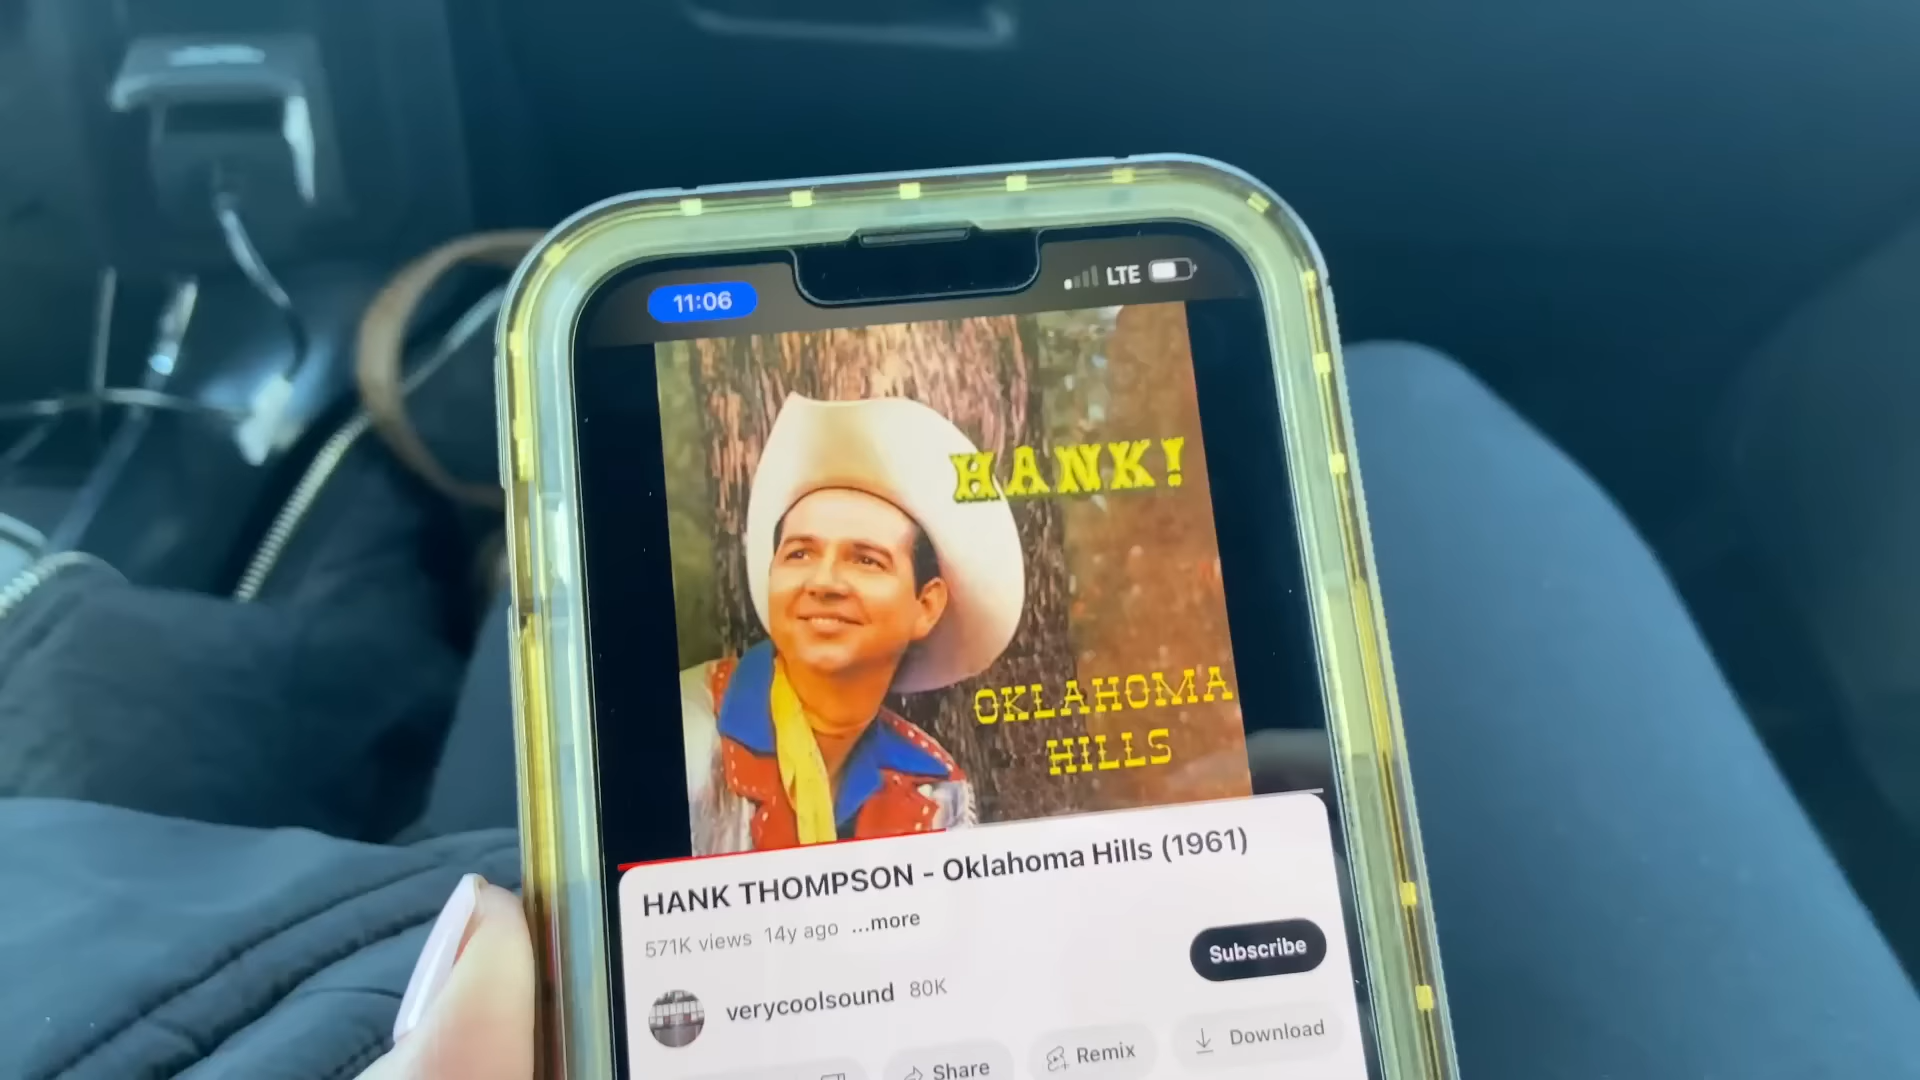 11:06
LTE
HANK!
OKLAHOMA
HILLS
HANK THOMPSON - Oklahoma Hills (1961)
571K views 14y ago ...more
verycoolsound 80K
Subscribe
Share
Remix
Download